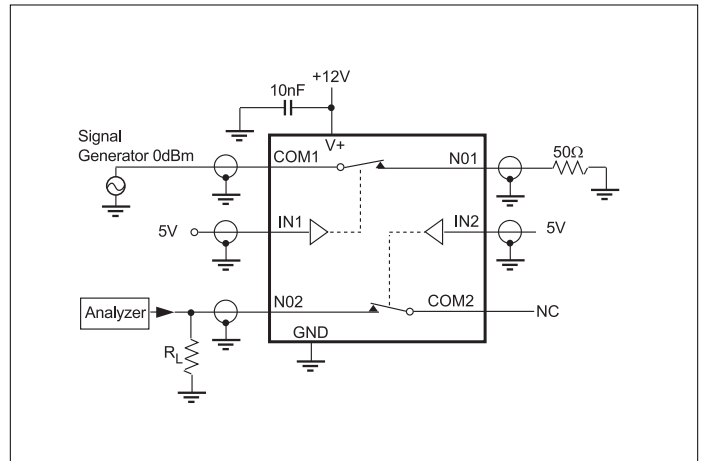 +12V
10nF
Signal
Generator 0dBm
V+
COM1
N01
50Ω
5V
IN1
IN2
5V
Analyzer
N02
COM2
NC
GND
RL